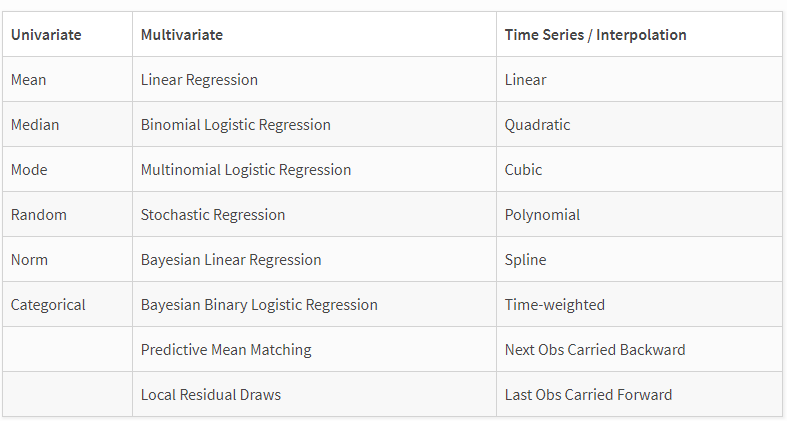 Univariate Multivariate Time Series / Interpolation
Mean Linear Regression Linear
Median Binomial Logistic Regression Quadratic
Mode Multinomial Logistic Regression Cubic
Random Stochastic Regression Polynomial
Norm Bayesian Linear Regression Spline
Categorical Bayesian Binary Logistic Regression Time-weighted
Predictive Mean Matching Next Obs Carried Backward
Local Residual Draws Last Obs Carried Forward